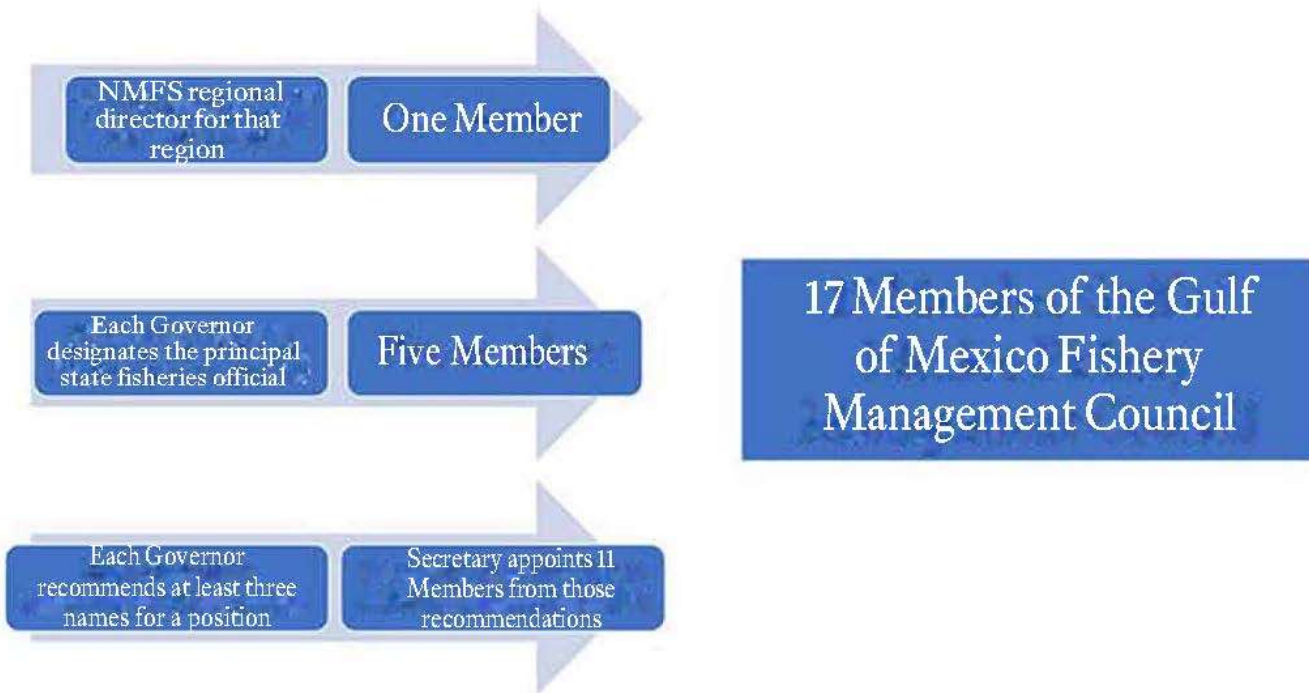 NMFS regional
director for that
region
One Member
Each Governor
designates the principal
state fisheries official
Five Members
Each Governor
recommends at least three
names for a position
Secretary appoints 11
Members from those
recommendations
17 Members of the Gulf
of Mexico Fishery
Management Council